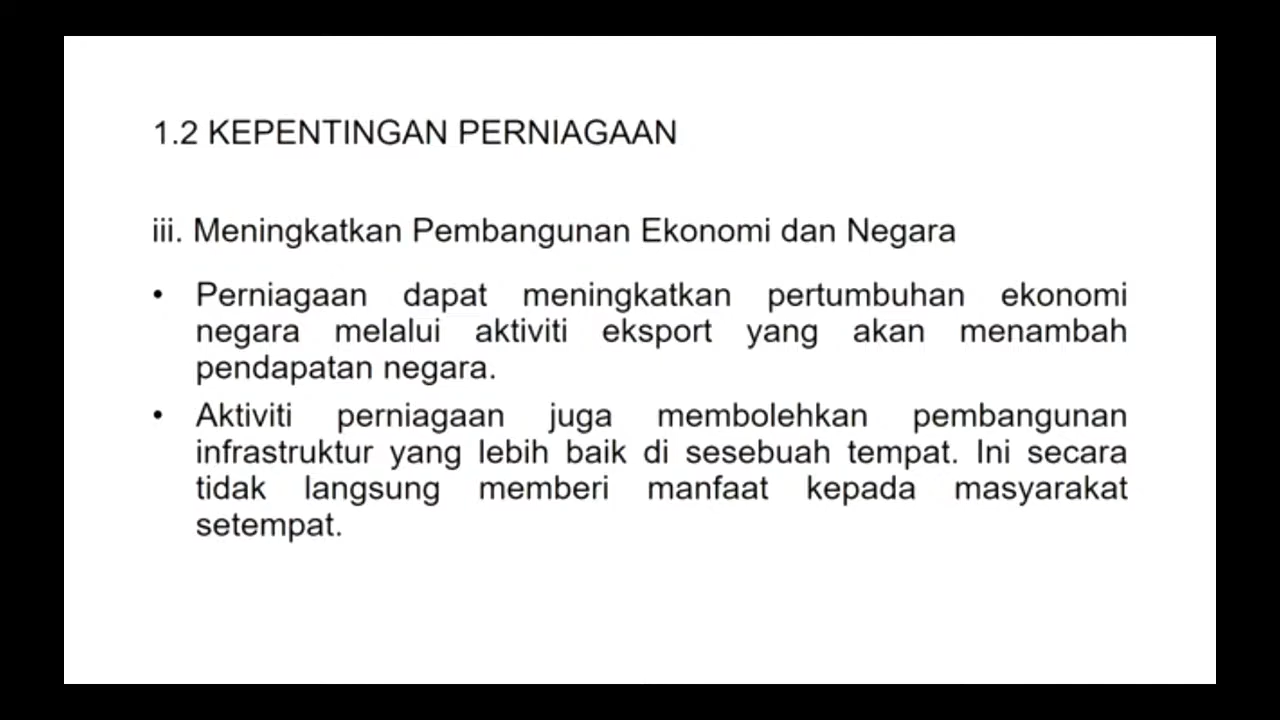 1.2 KEPENTINGAN PERNIAGAAN
iii. Meningkatkan Pembangunan Ekonomi dan Negara
• Perniagaan dapat meningkatkan pertumbuhan ekonomi
negara melalui aktiviti eksport yang akan menambah
pendapatan negara.
• Aktiviti perniagaan juga membolehkan pembangunan
infrastruktur yang lebih baik di sesebuah tempat. Ini secara
tidak langsung memberi manfaat kepada masyarakat
setempat.